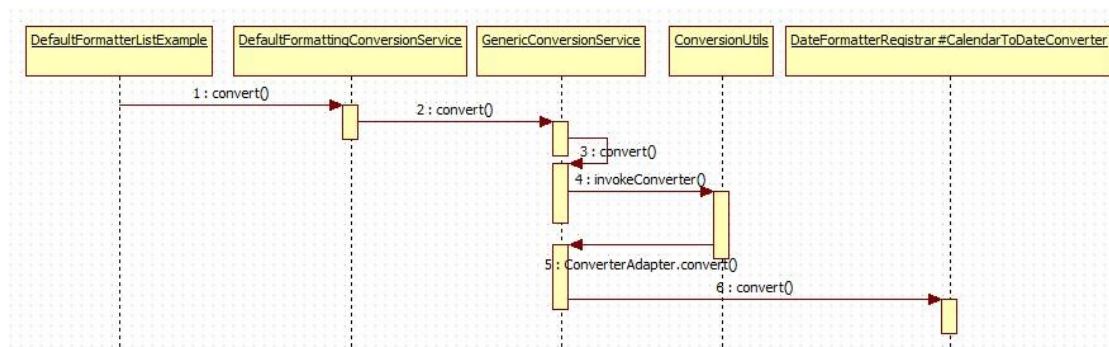 DefaultFormatterListExample
DefaultFormattingConversionService
GenericConversionService
ConversionUtils
DateFormatterRegistrar#CalendarToDateConverter
1 : convert()
2 : convert()
3 : convert()
4 : invokeConverter()
5 : ConverterAdapter.convert()
6 : convert()